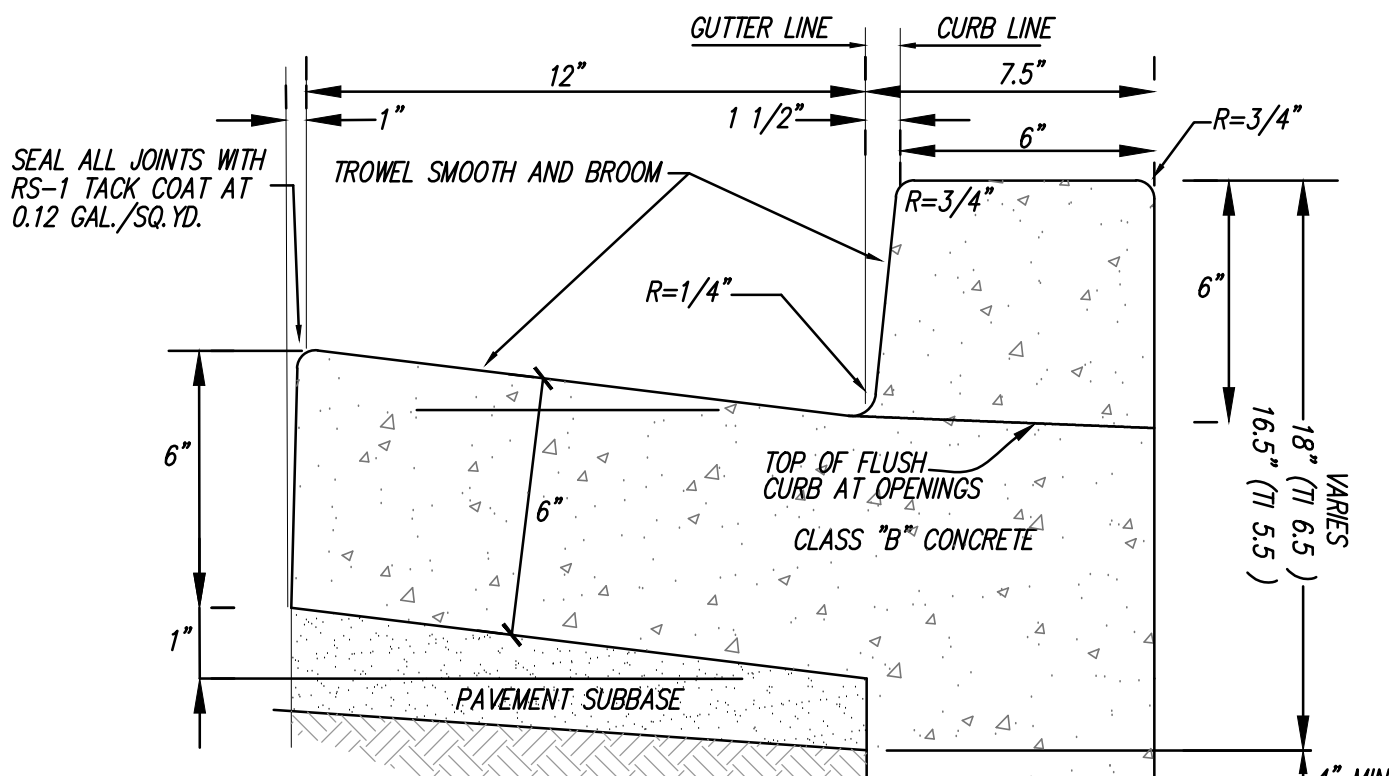 GUTTER LINE
CURB LINE
12"
7.5"
1"
1 1/2"
6"
R=3/4"
SEAL ALL JOINTS WITH
RS-1 TACK COAT AT
0.12 GAL./SQ.YD.
TROWEL SMOOTH AND BROOM
R=3/4"
R=1/4"
6"
6"
6"
TOP OF FLUSH
CURB AT OPENINGS
CLASS "B" CONCRETE
VARIES
18" (TI 6.5 )
16.5" (TI 5.5 )
1"
PAVEMENT SUBBASE
4" MIN